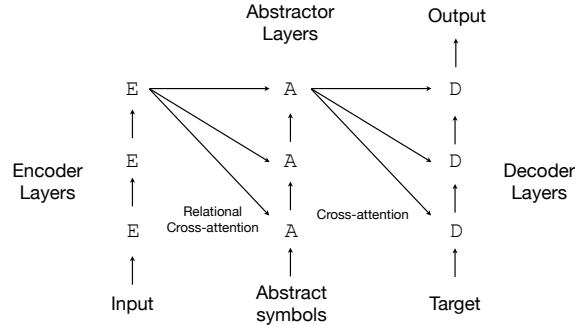 Abstractor
Layers
Output
E
A
D
Encoder
Layers
E
A
D
Decoder
Layers
Relational
Cross-attention
Cross-attention
E
A
D
Input
Abstract
symbols
Target